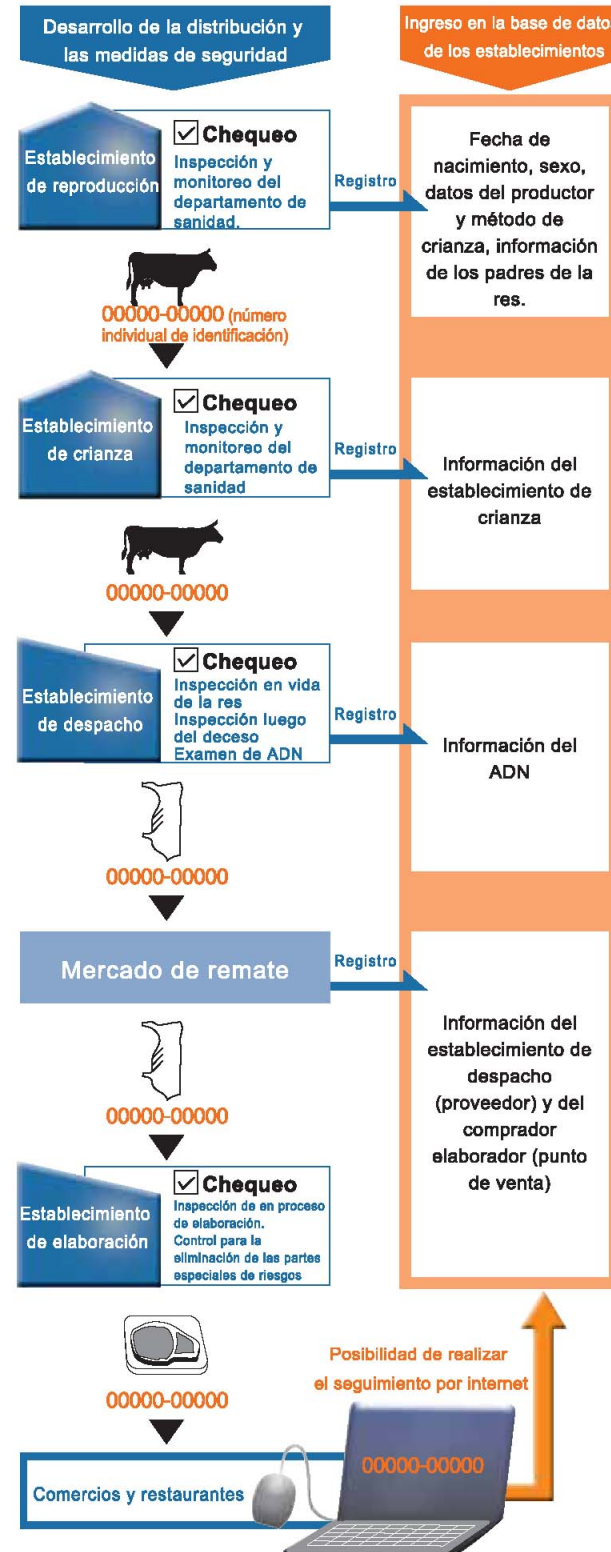 Desarrollo de la distribución y
las medidas de seguridad
Ingreso en la base de dato
de los establecimientos
Establecimiento
de reproducción
Chequeo
Inspección y
monitoreo del
departamento de
sanidad.
Registro
Fecha de
nacimiento, sexo,
datos del productor
y método de
crianza, información
de los padres de la
res.
00000-00000 (número
individual de identificación)
Establecimiento
de crianza
Chequeo
Inspección y
monitoreo del
departamento de
sanidad
Registro
Información del
establecimiento de
crianza
00000-00000
Establecimiento
de despacho
Chequeo
Inspección en vida
de la res
Inspección luego
del deceso
Examen de ADN
Registro
Información del
ADN
00000-00000
Mercado de remate
Registro
Información del
establecimiento de
despacho
(proveedor) y del
comprador
elaborador (punto
de venta)
00000-00000
Establecimiento
de elaboración
Chequeo
Inspección de en proceso
de elaboración.
Control para la
eliminación de las partes
especiales de riesgos
00000-00000
Posibilidad de realizar
el seguimiento por internet
00000-00000
Comercios y restaurantes